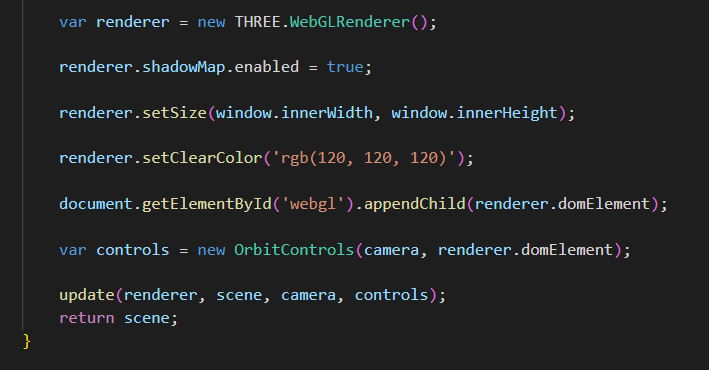 var renderer = new THREE.WebGLRenderer();
renderer.shadowMap.enabled = true;
renderer.setSize(window.innerWidth, window.innerHeight);
renderer.setClearColor('rgb(120, 120, 120)');
document.getElementById('webgl').appendChild(renderer.domElement);
var controls = new OrbitControls(camera, renderer.domElement);
update(renderer, scene, camera, controls);
return scene;
}